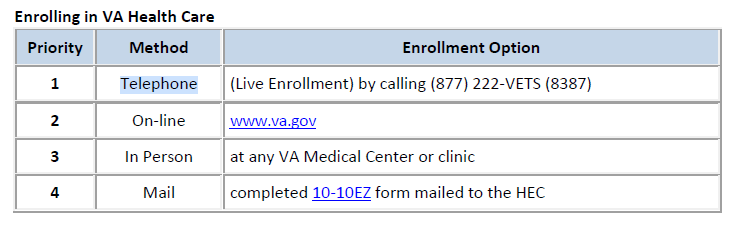 Enrolling in VA Health Care
Priority Method Enrollment Option
1 Telephone (Live Enrollment) by calling (877) 222-VETS (8387)
2 On-line www.va.gov
3 In Person at any VA Medical Center or clinic
4 Mail completed 10-10EZ form mailed to the HEC